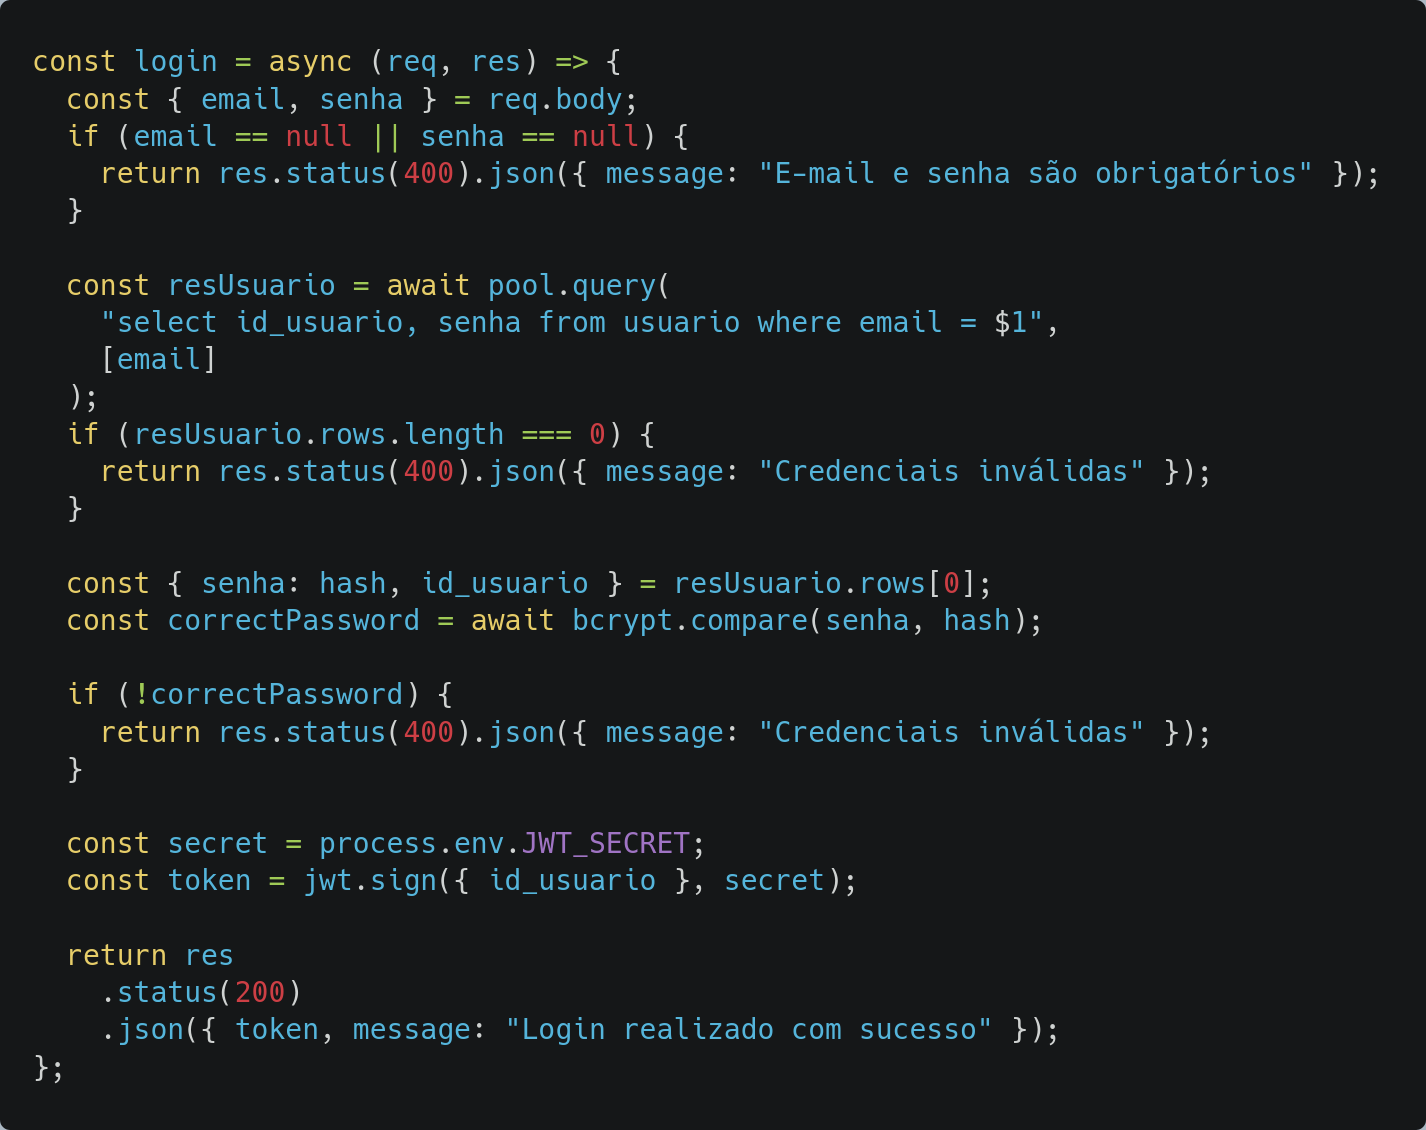 const login = async (req, res) => {
  const { email, senha } = req.body;
  if (email == null || senha == null) {
    return res.status(400).json({ message: "E-mail e senha são obrigatórios" });
  }

  const resUsuario = await pool.query(
    "select id_usuario, senha from usuario where email = $1",
    [email]
  );
  if (resUsuario.rows.length === 0) {
    return res.status(400).json({ message: "Credenciais inválidas" });
  }

  const { senha: hash, id_usuario } = resUsuario.rows[0];
  const correctPassword = await bcrypt.compare(senha, hash);

  if (!correctPassword) {
    return res.status(400).json({ message: "Credenciais inválidas" });
  }

  const secret = process.env.JWT_SECRET;
  const token = jwt.sign({ id_usuario }, secret);

  return res
    .status(200)
    .json({ token, message: "Login realizado com sucesso" });
};